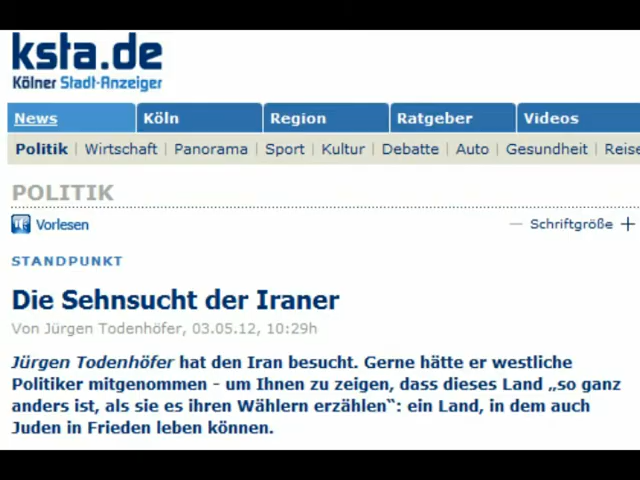 ksta.de
Kölner Stadt-Anzeiger
News Köln Region Ratgeber Videos
Politik | Wirtschaft | Panorama | Sport | Kultur | Debatte | Auto | Gesundheit | Reise
POLITIK
Vorlesen — Schriftgröße +
STANDPUNKT
Die Sehnsucht der Iraner
Von Jürgen Todenhöfer, 03.05.12, 10:29h
Jürgen Todenhöfer hat den Iran besucht. Gerne hätte er westliche
Politiker mitgenommen - um Ihnen zu zeigen, dass dieses Land „so ganz
anders ist, als sie es ihren Wählern erzählen“: ein Land, in dem auch
Juden in Frieden leben können.